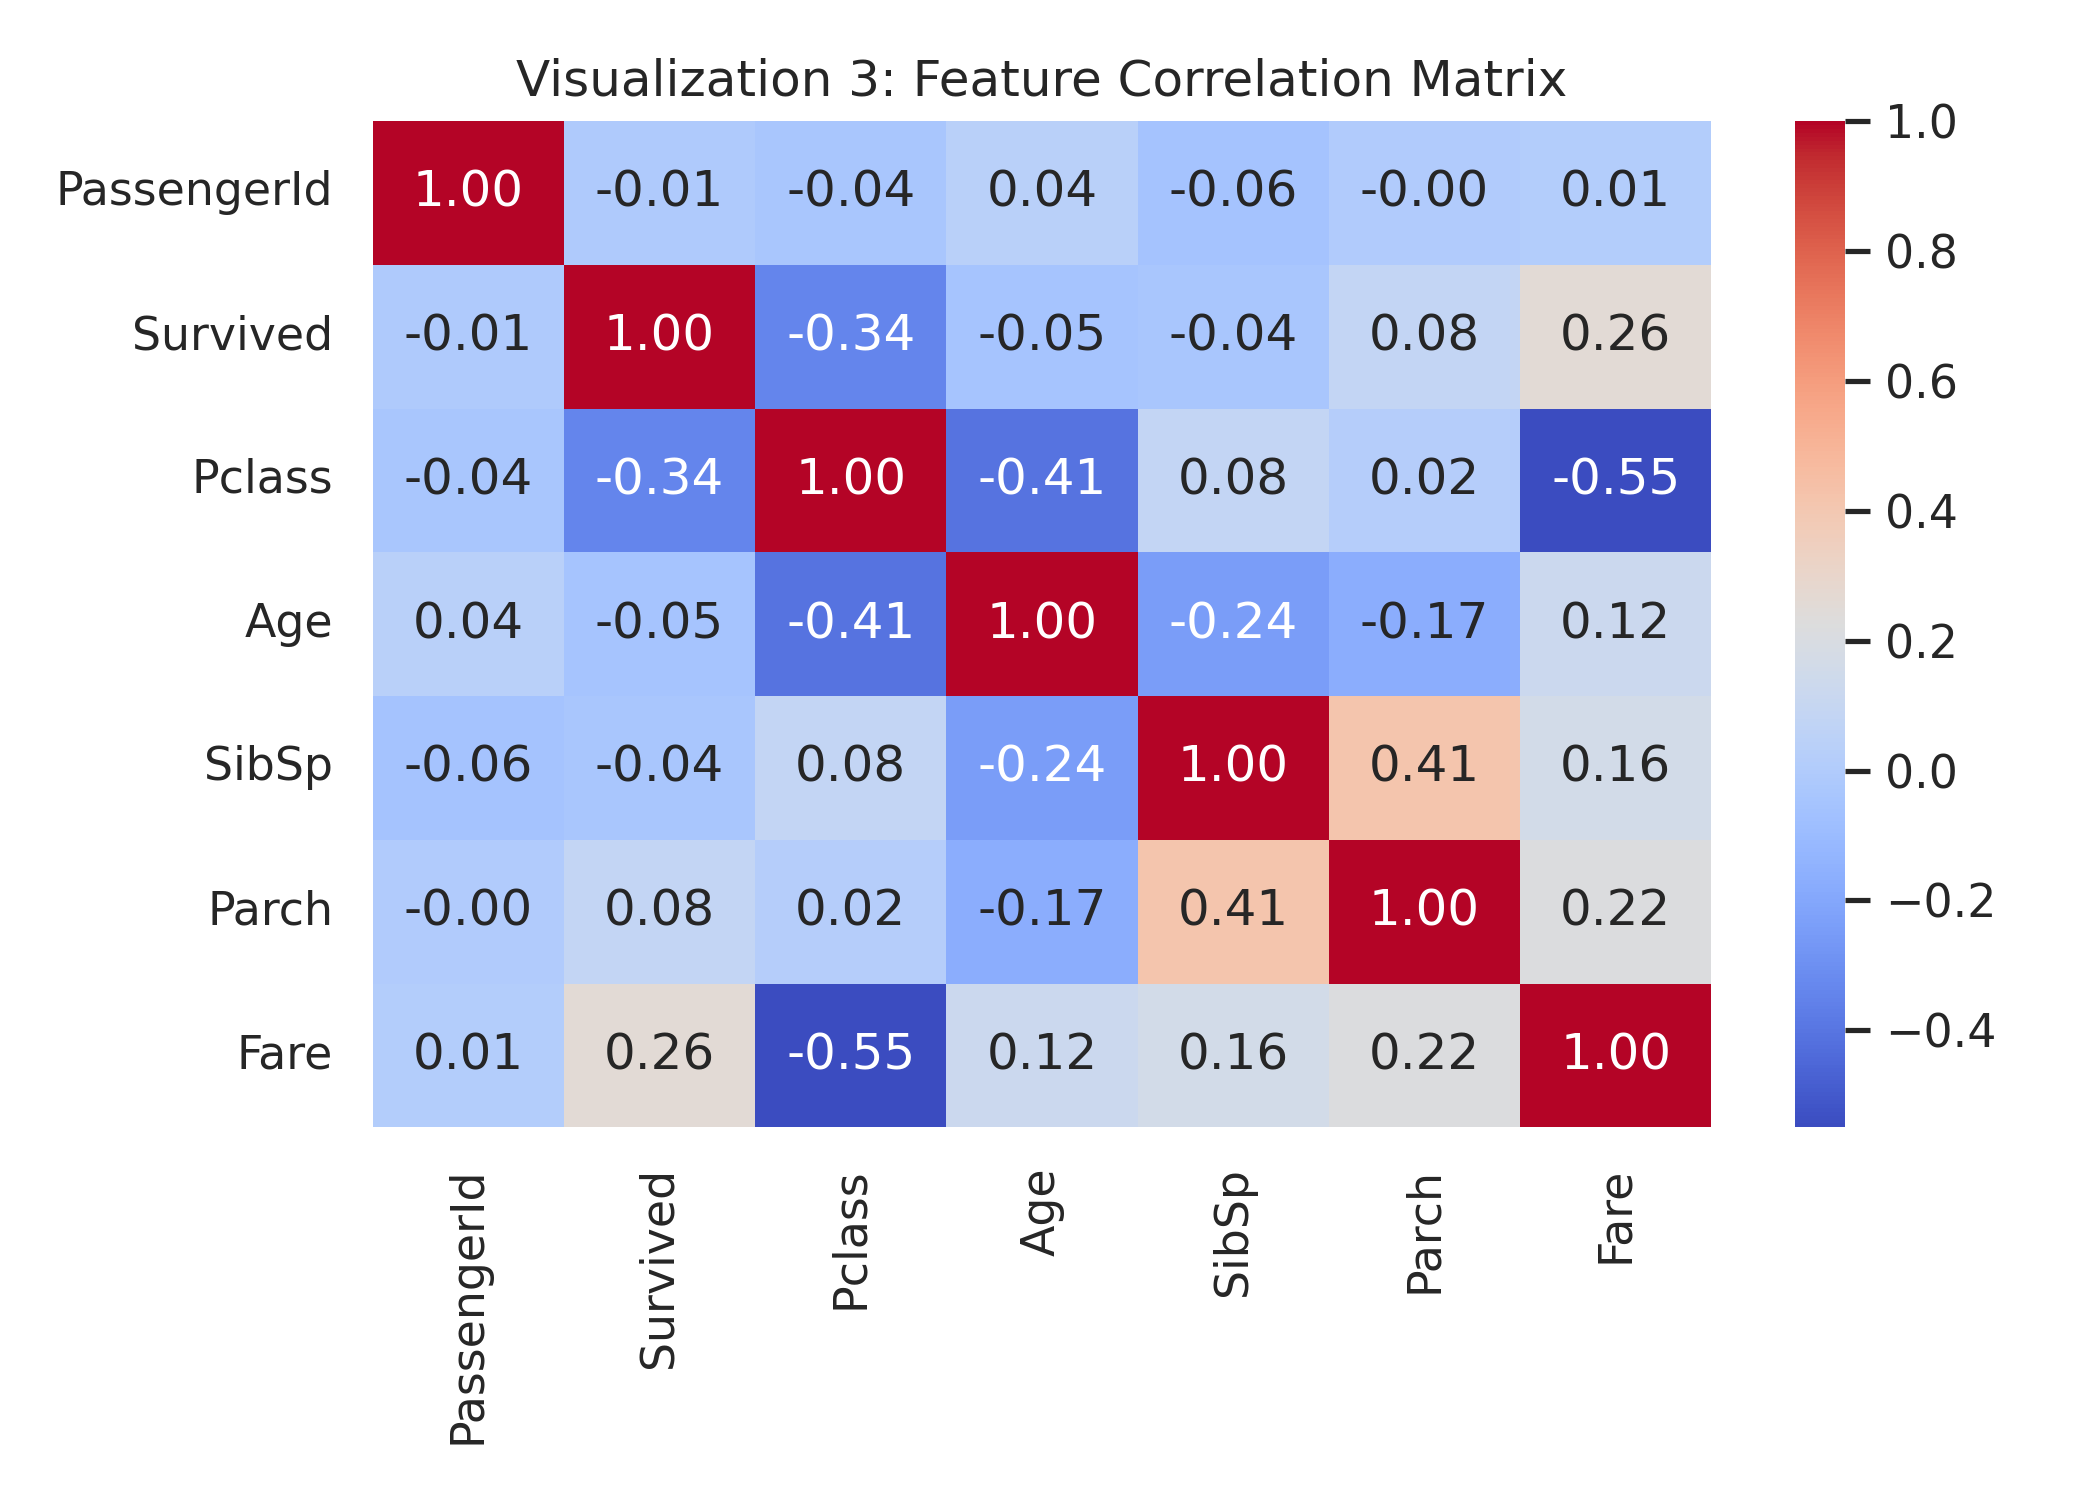 Visualization 3: Feature Correlation Matrix
PassengerId 1.00 -0.01 -0.04 0.04 -0.06 -0.00 0.01
Survived -0.01 1.00 -0.34 -0.05 -0.04 0.08 0.26
Pclass -0.04 -0.34 1.00 -0.41 0.08 0.02 -0.55
Age 0.04 -0.05 -0.41 1.00 -0.24 -0.17 0.12
SibSp -0.06 -0.04 0.08 -0.24 1.00 0.41 0.16
Parch -0.00 0.08 0.02 -0.17 0.41 1.00 0.22
Fare 0.01 0.26 -0.55 0.12 0.16 0.22 1.00
PassengerId Survived Pclass Age SibSp Parch Fare
1.0
0.8
0.6
0.4
0.2
0.0
−0.2
−0.4